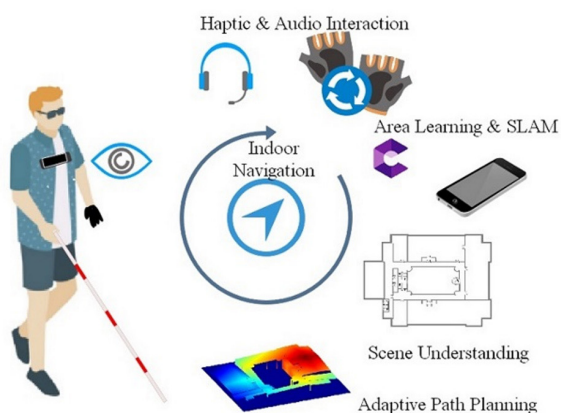 Haptic & Audio Interaction
Area Learning & SLAM
Indoor
Navigation
Scene Understanding
Adaptive Path Planning